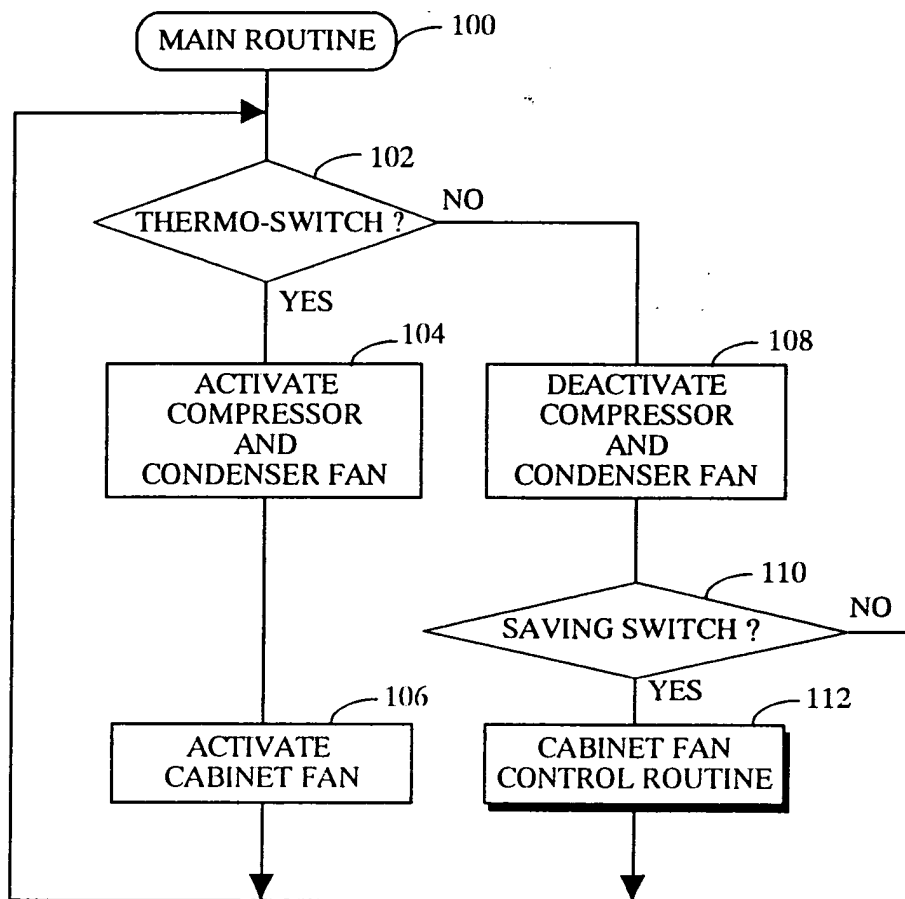 MAIN ROUTINE
100
102
THERMO-SWITCH ?
NO
YES
104
ACTIVATE
COMPRESSOR
AND
CONDENSER FAN
108
DEACTIVATE
COMPRESSOR
AND
CONDENSER FAN
110
SAVING SWITCH ?
NO
YES
106
ACTIVATE
CABINET FAN
112
CABINET FAN
CONTROL ROUTINE